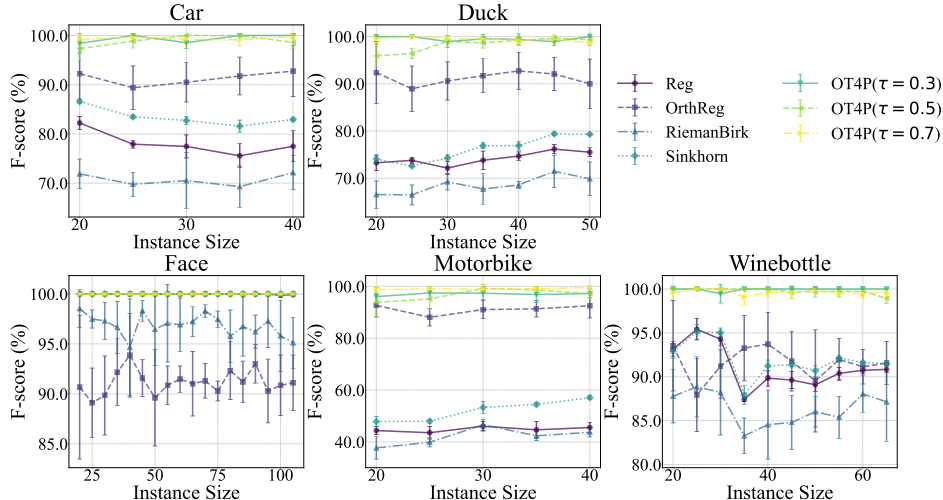 Car
F-score (%)
100.0
90.0
80.0
70.0
20
30
40
Instance Size
Duck
F-score (%)
100.0
90.0
80.0
70.0
20
30
40
50
Instance Size
Reg
OrthReg
RiemanBirk
Sinkhorn
OT4P(τ = 0.3)
OT4P(τ = 0.5)
OT4P(τ = 0.7)
Face
F-score (%)
100.0
95.0
90.0
85.0
25
50
75
100
Instance Size
Motorbike
F-score (%)
100.0
80.0
60.0
40.0
20
30
40
Instance Size
Winebottle
F-score (%)
100.0
95.0
90.0
85.0
80.0
20
40
60
Instance Size